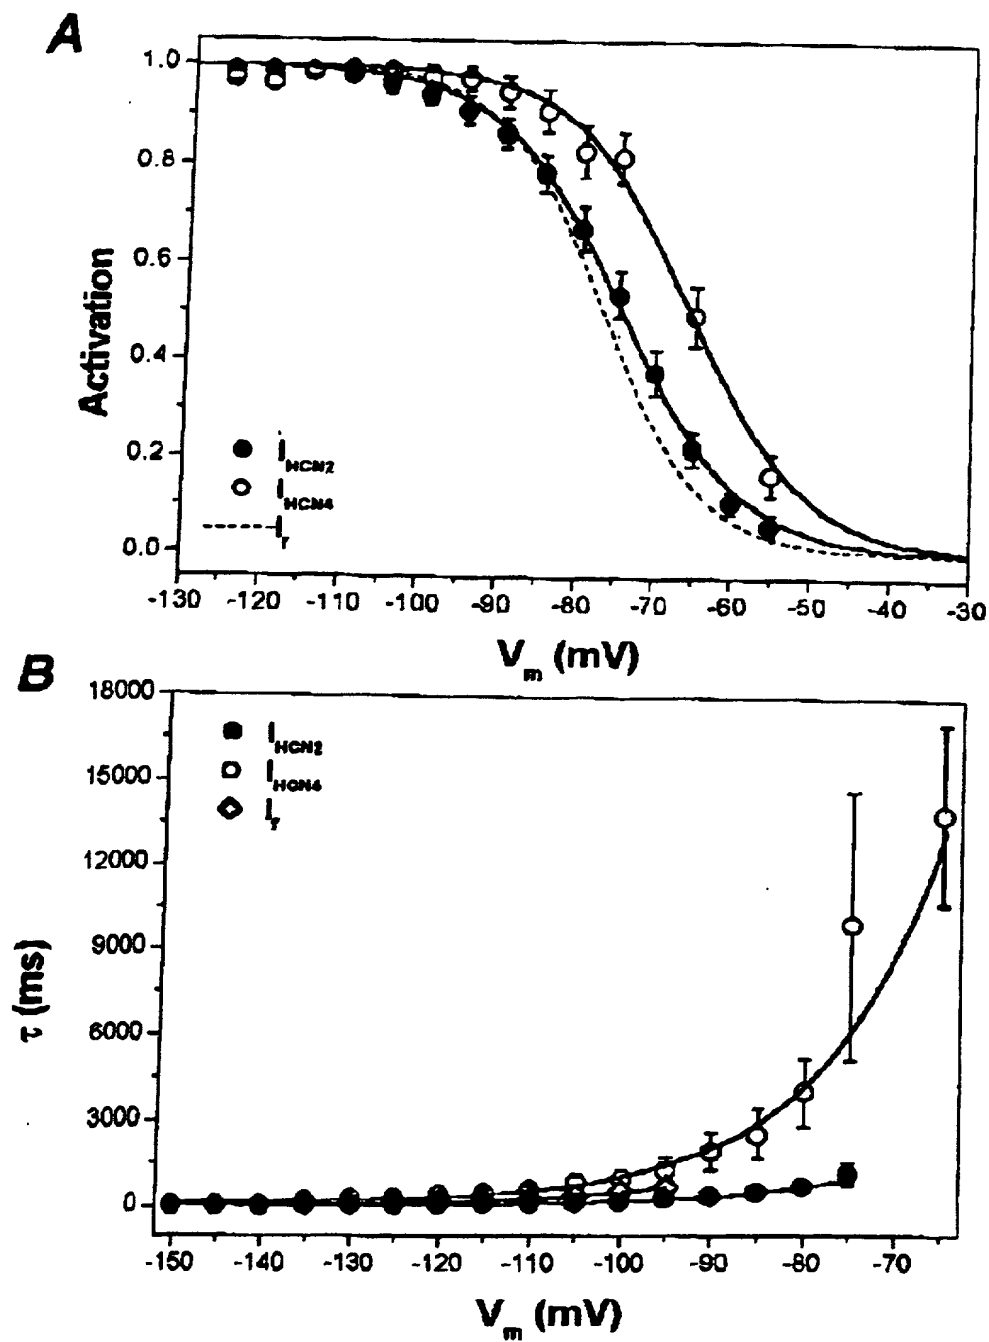 A
1.0
0.8
0.6
0.4
0.2
0.0
Activation
I HCN2
I HCN4
I f
-130 -120 -110 -100 -90 -80 -70 -60 -50 -40 -30
V m (mV)
B
18000
15000
12000
9000
6000
3000
0
τ (ms)
I HCN2
I HCN4
I f
-150 -140 -130 -120 -110 -100 -90 -80 -70
V m (mV)